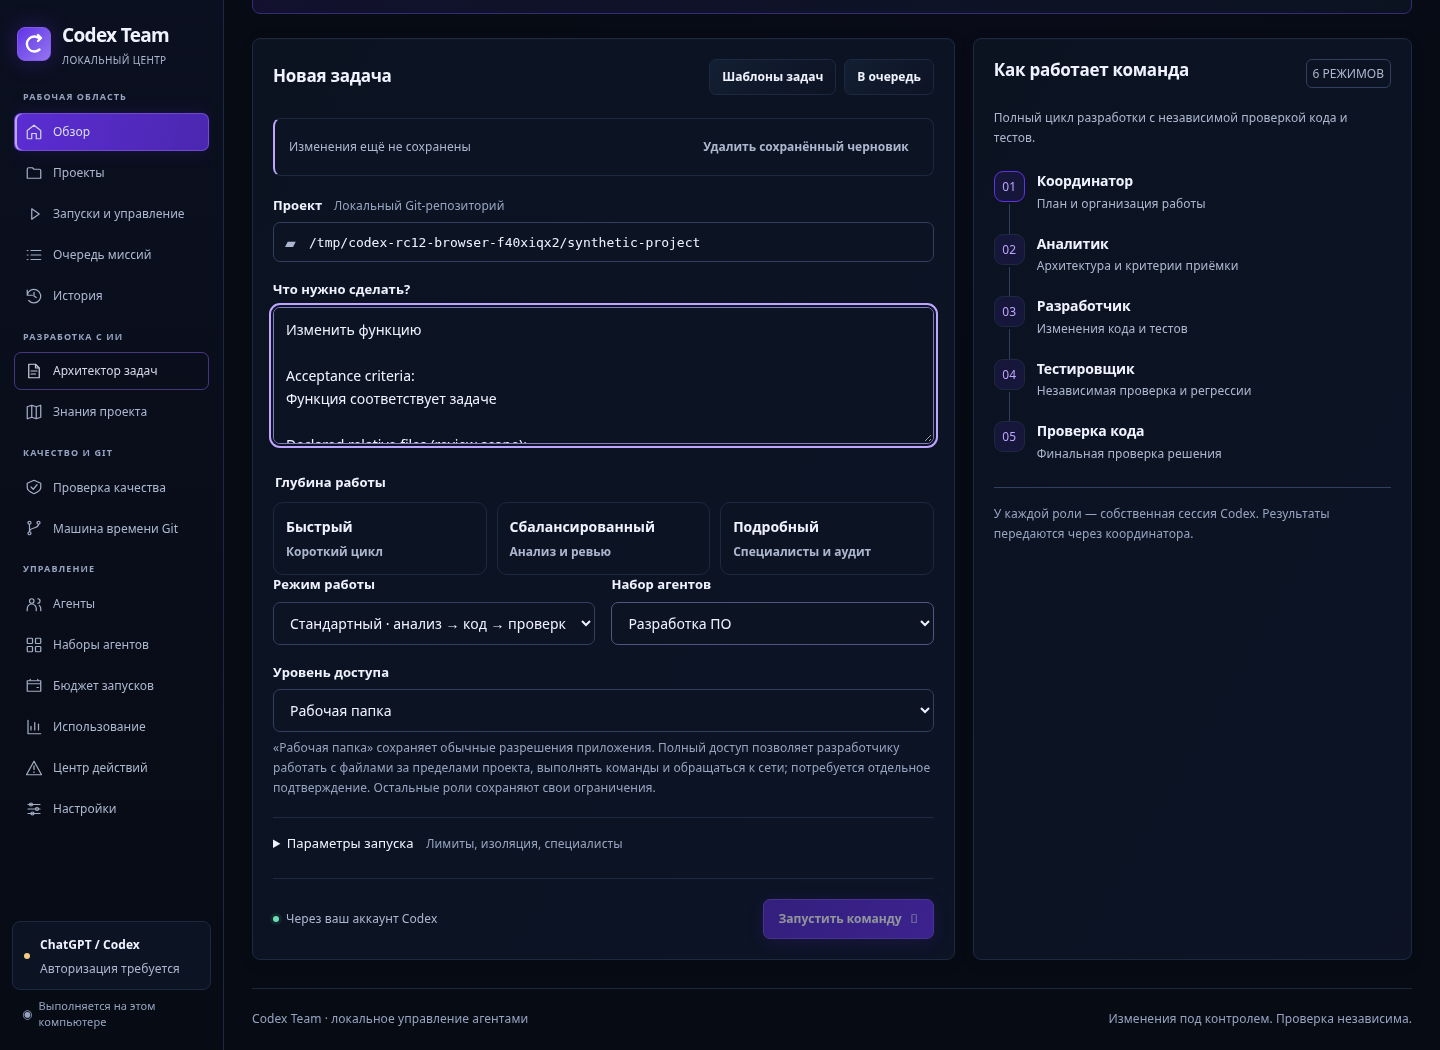 Codex Team
ЛОКАЛЬНЫЙ ЦЕНТР
РАБОЧАЯ ОБЛАСТЬ
Обзор
Проекты
Запуски и управление
Очередь миссий
История
РАЗРАБОТКА С ИИ
Архитектор задач
Знания проекта
КАЧЕСТВО И GIT
Проверка качества
Машина времени Git
УПРАВЛЕНИЕ
Агенты
Наборы агентов
Бюджет запусков
Использование
Центр действий
Настройки
ChatGPT / Codex
Авторизация требуется
Выполняется на этом
компьютере
Новая задача
Шаблоны задач
В очередь
Изменения ещё не сохранены
Удалить сохранённый черновик
Проект Локальный Git-репозиторий
/tmp/codex-rc12-browser-f40xiqx2/synthetic-project
Что нужно сделать?
Изменить функцию
Acceptance criteria:
Функция соответствует задаче
Declared relative files (review scope):
Глубина работы
Быстрый
Короткий цикл
Сбалансированный
Анализ и ревью
Подробный
Специалисты и аудит
Режим работы
Стандартный · анализ → код → проверк
Набор агентов
Разработка ПО
Уровень доступа
Рабочая папка
«Рабочая папка» сохраняет обычные разрешения приложения. Полный доступ позволяет разработчику
работать с файлами за пределами проекта, выполнять команды и обращаться к сети; потребуется отдельное
подтверждение. Остальные роли сохраняют свои ограничения.
Параметры запуска Лимиты, изоляция, специалисты
Через ваш аккаунт Codex
Запустить команду
Как работает команда
6 РЕЖИМОВ
Полный цикл разработки с независимой проверкой кода и
тестов.
01 Координатор
План и организация работы
02 Аналитик
Архитектура и критерии приёмки
03 Разработчик
Изменения кода и тестов
04 Тестировщик
Независимая проверка и регрессии
05 Проверка кода
Финальная проверка решения
У каждой роли — собственная сессия Codex. Результаты
передаются через координатора.
Codex Team · локальное управление агентами
Изменения под контролем. Проверка независима.